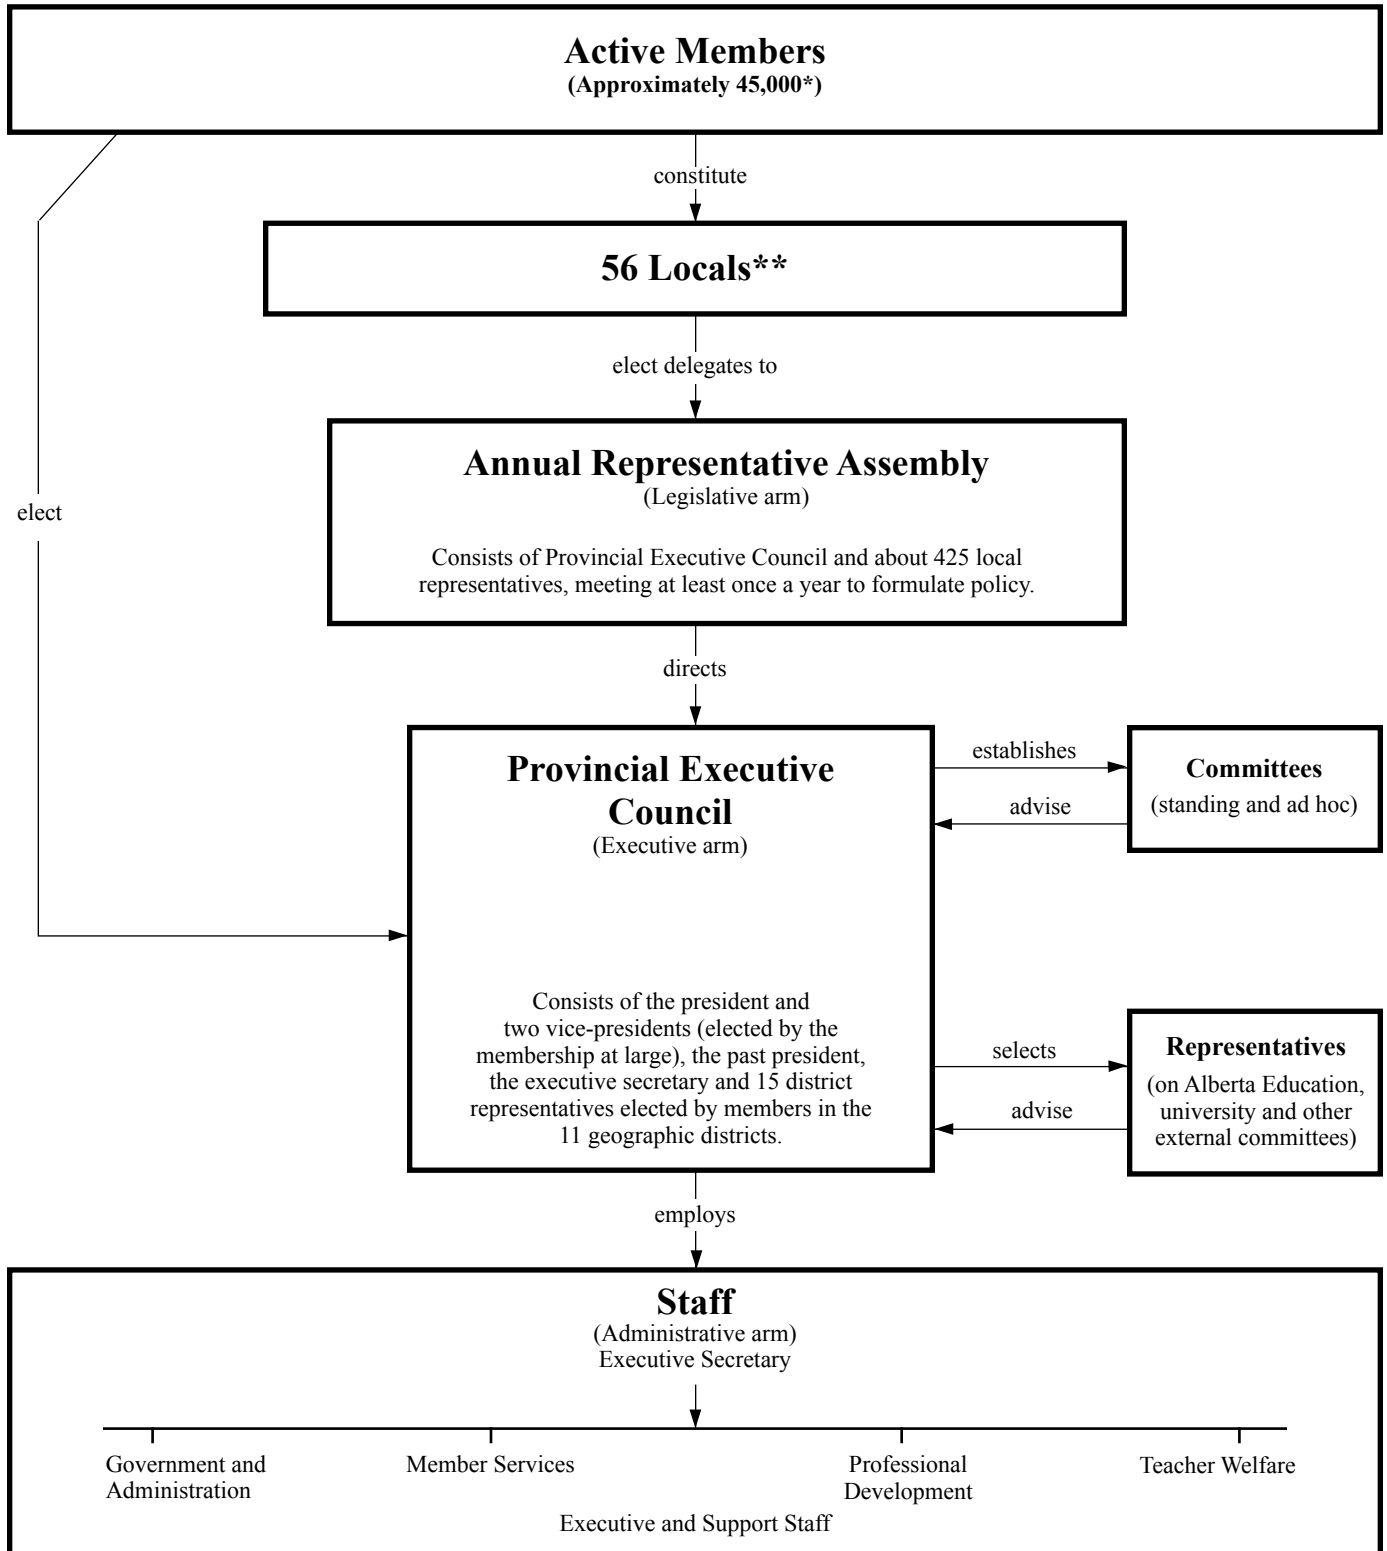 Active Members
(Approximately 45,000*)
constitute
56 Locals**
elect delegates to
Annual Representative Assembly
(Legislative arm)
elect
Consists of Provincial Executive Council and about 425 local
representatives, meeting at least once a year to formulate policy.
directs
Provincial Executive
Council
(Executive arm)
establishes
advise
Committees
(standing and ad hoc)
Consists of the president and
two vice-presidents (elected by the
membership at large), the past president,
the executive secretary and 15 district
representatives elected by members in the
11 geographic districts.
selects
advise
Representatives
(on Alberta Education,
university and other
external committees)
employs
Staff
(Administrative arm)
Executive Secretary
Government and
Administration
Member Services
Professional
Development
Teacher Welfare
Executive and Support Staff